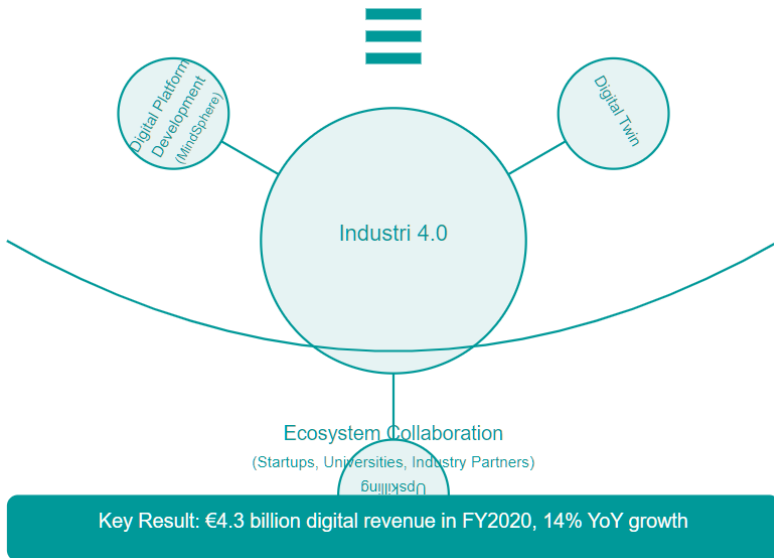 Digital Platform
Development
(MindSphere)
Digital Twin
Industri 4.0
Ecosystem Collaboration
(Startups, Universities, Industry Partners)
Upskilling
Key Result: €4.3 billion digital revenue in FY2020, 14% YoY growth